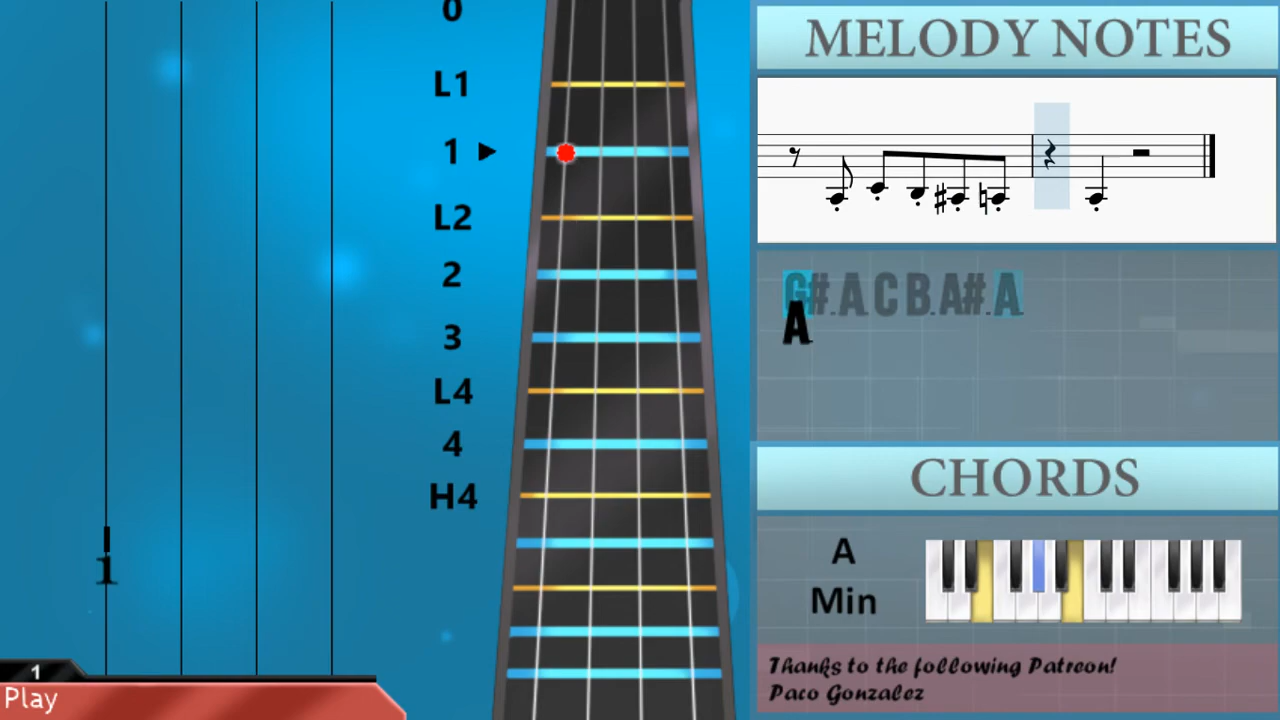 0
L1
1
L2
2
3
L4
4
H4
i
1
Play
MELODY NOTES
G#.A.C B.A#.A.
A.
CHORDS
A
Min
Thanks to the following Patreon!
Paco Gonzalez